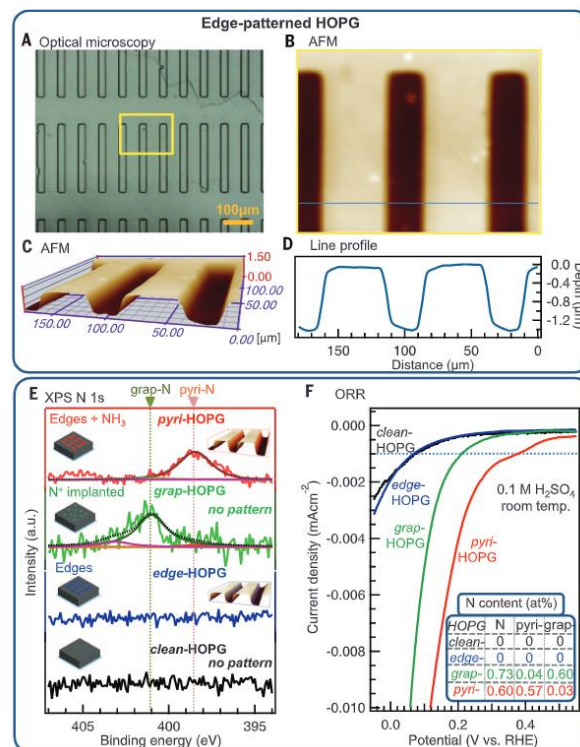 Edge-patterned HOPG
A Optical microscopy
100µm
B AFM
C AFM
1.50
0.00
100.00
50.00
0.00
150.00
100.00
50.00
0.00 [µm]
D Line profile
0.0
-0.4
-0.8
-1.2
150 100 50 0
Distance (µm)
E XPS N 1s
grap-N pyri-N
Edges + NH3
pyri-HOPG
N+ implanted
grap-HOPG
no pattern
Edges
edge-HOPG
clean-HOPG
no pattern
Intensity (a.u.)
405 399 394
Binding energy (eV)
F ORR
0.000
-0.002
-0.004
-0.006
-0.008
-0.010
Current density (mAcm-2)
clean-
HOPG
edge-
HOPG
grap-
HOPG
pyri-
HOPG
0.1 M H2SO4
room temp.
N content (at%)
HOPG N pyri- grap-
clean- 0 0 0
edge- 0 0 0
grap- 0.73 0.04 0.60
pyri- 0.60 0.57 0.03
0.0 0.2 0.4
Potential (V vs. RHE)